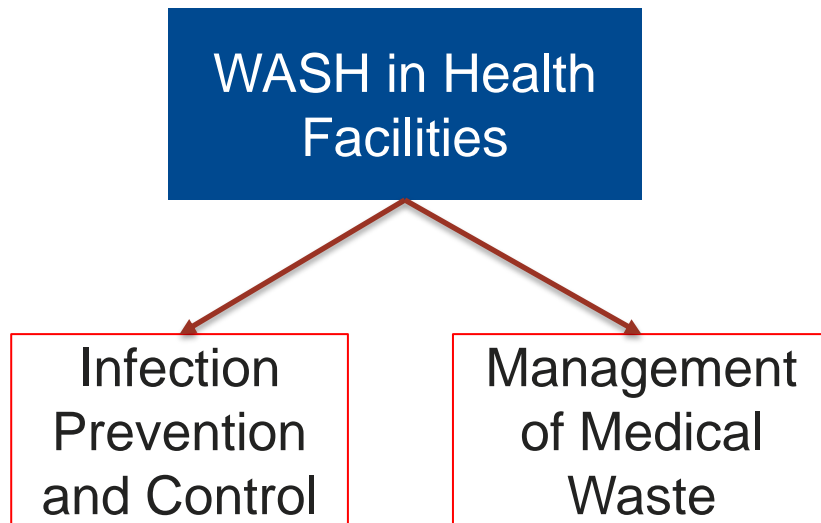 WASH in Health
Facilities
Infection
Prevention
and Control
Management
of Medical
Waste